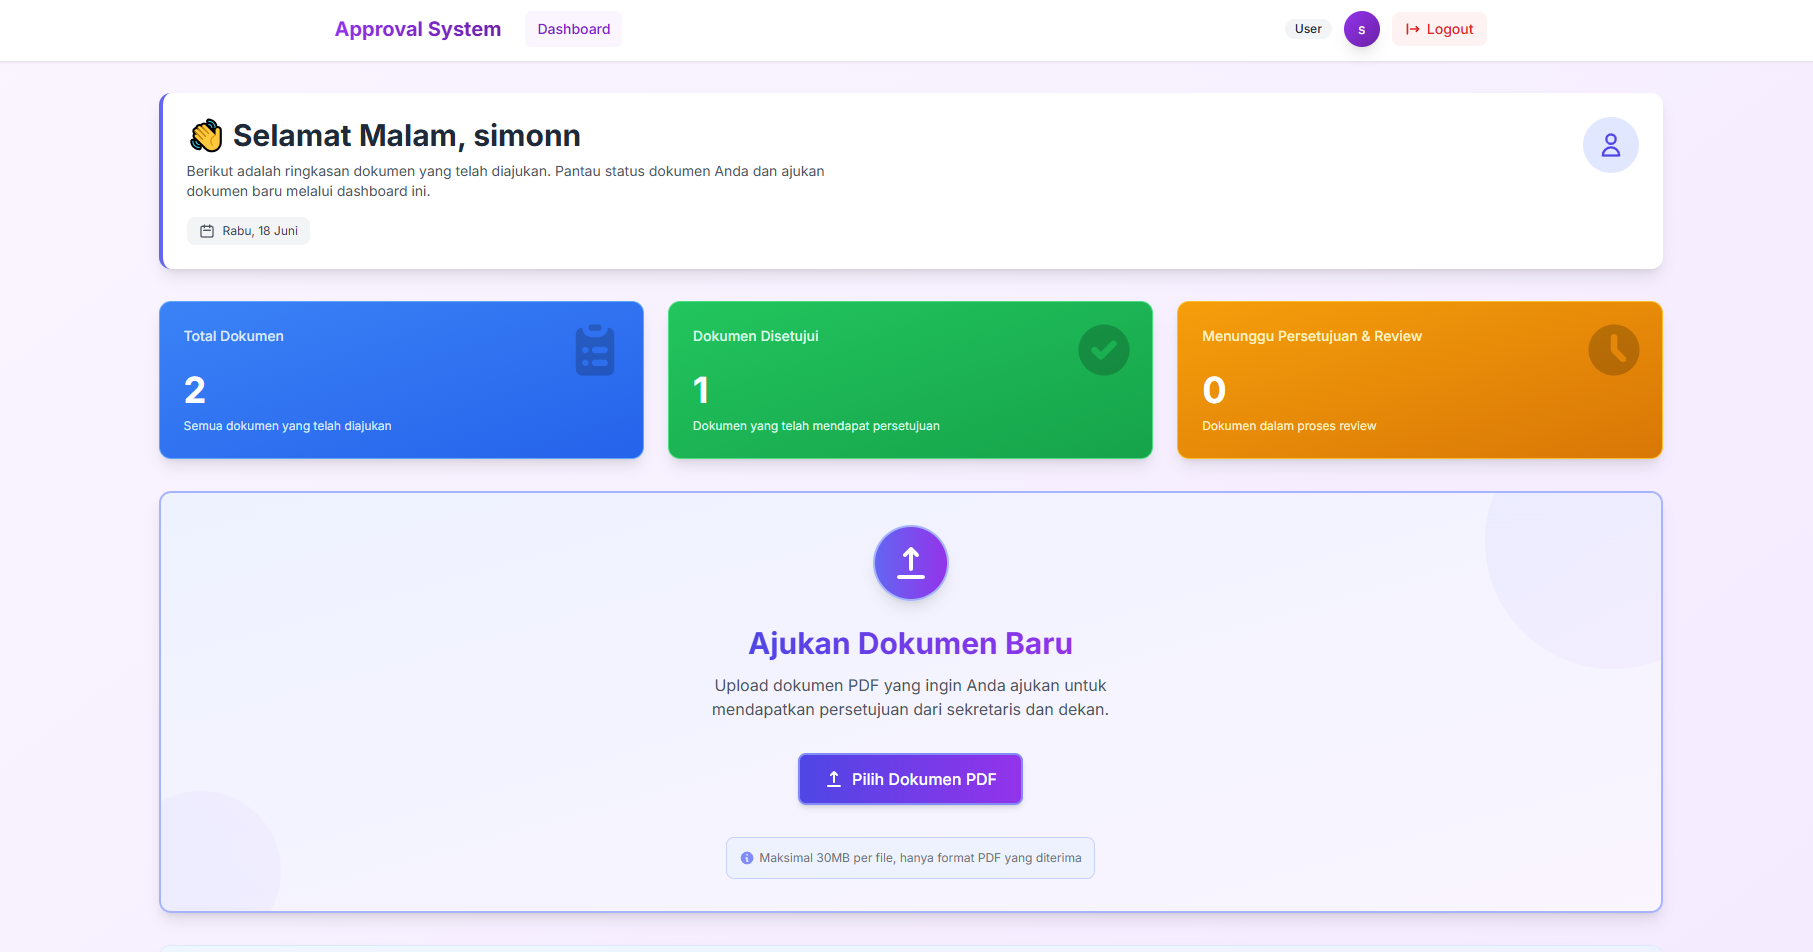 Approval System
Dashboard
User
s
Logout
Selamat Malam, simonn
Berikut adalah ringkasan dokumen yang telah diajukan. Pantau status dokumen Anda dan ajukan
dokumen baru melalui dashboard ini.
Rabu, 18 Juni
Total Dokumen
2
Semua dokumen yang telah diajukan
Dokumen Disetujui
1
Dokumen yang telah mendapat persetujuan
Menunggu Persetujuan & Review
0
Dokumen dalam proses review
Ajukan Dokumen Baru
Upload dokumen PDF yang ingin Anda ajukan untuk
mendapatkan persetujuan dari sekretaris dan dekan.
Pilih Dokumen PDF
Maksimal 30MB per file, hanya format PDF yang diterima